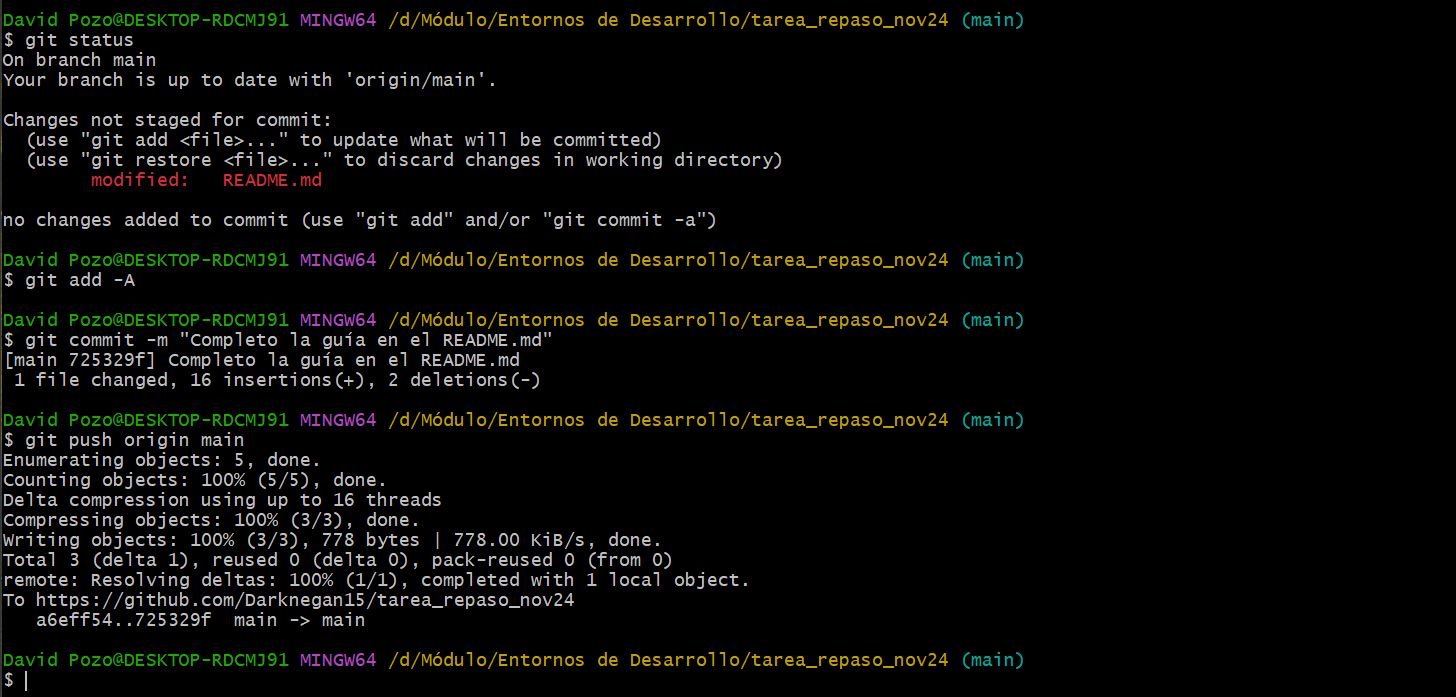 David Pozo@DESKTOP-RDCMJ91 MINGW64 /d/Módulo/Entornos de Desarrollo/tarea_repaso_nov24 (main)
$ git status
On branch main
Your branch is up to date with 'origin/main'.
Changes not staged for commit:
(use "git add <file>..." to update what will be committed)
(use "git restore <file>..." to discard changes in working directory)
modified:   README.md
no changes added to commit (use "git add" and/or "git commit -a")
David Pozo@DESKTOP-RDCMJ91 MINGW64 /d/Módulo/Entornos de Desarrollo/tarea_repaso_nov24 (main)
$ git add -A
David Pozo@DESKTOP-RDCMJ91 MINGW64 /d/Módulo/Entornos de Desarrollo/tarea_repaso_nov24 (main)
$ git commit -m "Completo la guía en el README.md"
[main 725329f] Completo la guía en el README.md
1 file changed, 16 insertions(+), 2 deletions(-)
David Pozo@DESKTOP-RDCMJ91 MINGW64 /d/Módulo/Entornos de Desarrollo/tarea_repaso_nov24 (main)
$ git push origin main
Enumerating objects: 5, done.
Counting objects: 100% (5/5), done.
Delta compression using up to 16 threads
Compressing objects: 100% (3/3), done.
Writing objects: 100% (3/3), 778 bytes | 778.00 KiB/s, done.
Total 3 (delta 1), reused 0 (delta 0), pack-reused 0 (from 0)
remote: Resolving deltas: 100% (1/1), completed with 1 local object.
To https://github.com/Darknegan15/tarea_repaso_nov24
a6eff54..725329f  main -> main
David Pozo@DESKTOP-RDCMJ91 MINGW64 /d/Módulo/Entornos de Desarrollo/tarea_repaso_nov24 (main)
$